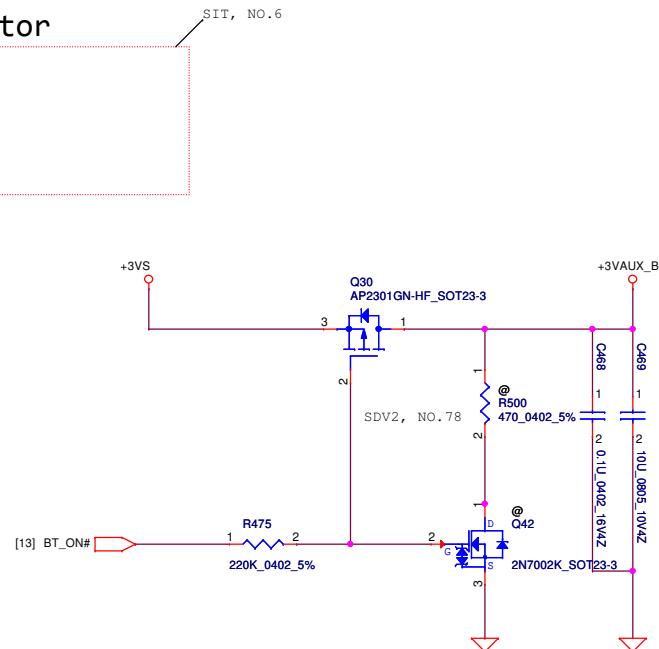 SIT, NO.6
tor
+3VS
+3VAUX_B
Q30
AP2301GN-HF_SOT23-3
3
1
2
C468
C469
1
1
1
@
R500
470_0402_5%
SDV2, NO.78
2
2
2
0.1U_0402_16V4Z
10U_0805_10V4Z
1
@
Q42
D
R475
[13] BT_ON#
1
2
2
G
S
220K_0402_5%
2N7002K_SOT23-3
3